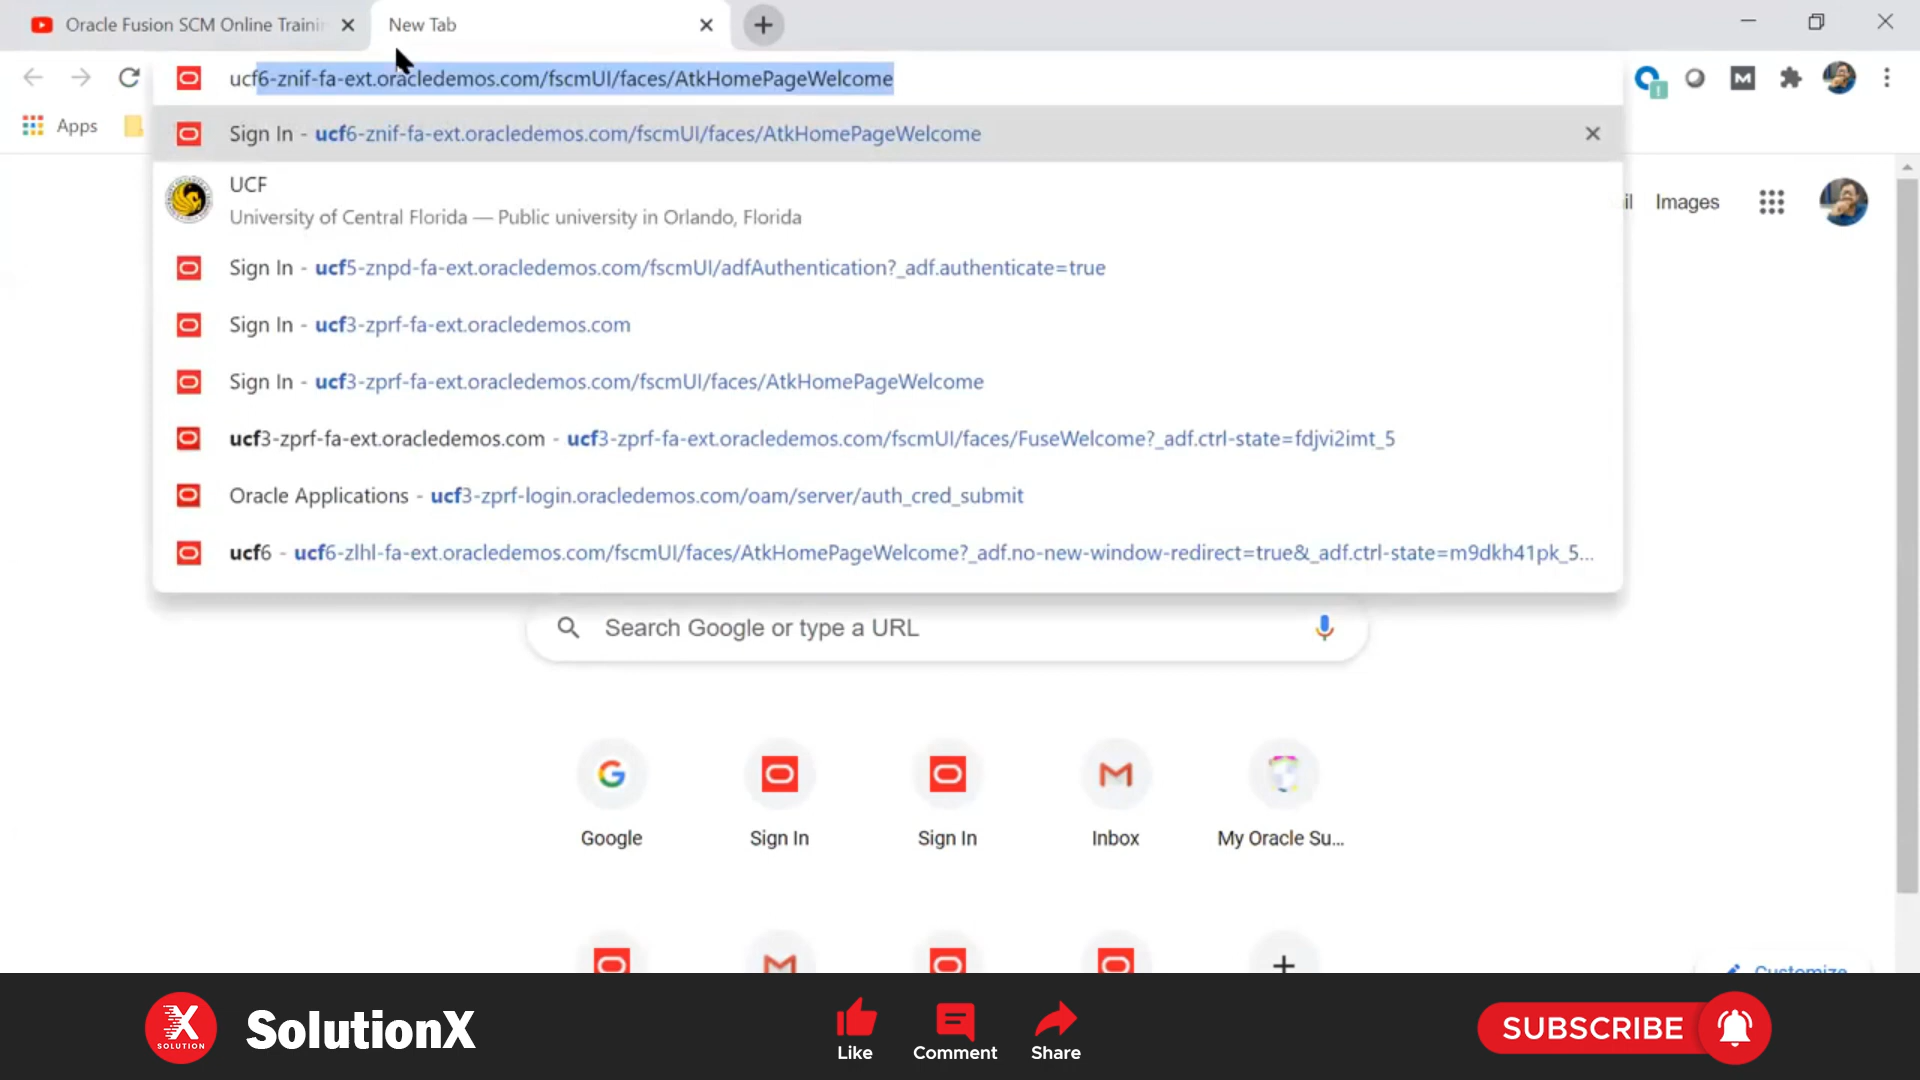 Oracle Fusion SCM Online Trainin
New Tab
ucf6-znif-fa-ext.oracledemos.com/fscmUI/faces/AtkHomePageWelcome
Apps
Sign In - ucf6-znif-fa-ext.oracledemos.com/fscmUI/faces/AtkHomePageWelcome
UCF
University of Central Florida — Public university in Orlando, Florida
il Images
Sign In - ucf5-znpd-fa-ext.oracledemos.com/fscmUI/adfAuthentication?_adf.authenticate=true
Sign In - ucf3-zprf-fa-ext.oracledemos.com
Sign In - ucf3-zprf-fa-ext.oracledemos.com/fscmUI/faces/AtkHomePageWelcome
ucf3-zprf-fa-ext.oracledemos.com - ucf3-zprf-fa-ext.oracledemos.com/fscmUI/faces/FuseWelcome?_adf.ctrl-state=fdjvi2imt_5
Oracle Applications - ucf3-zprf-login.oracledemos.com/oam/server/auth_cred_submit
ucf6 - ucf6-zlhl-fa-ext.oracledemos.com/fscmUI/faces/AtkHomePageWelcome?_adf.no-new-window-redirect=true&_adf.ctrl-state=m9dkh41pk_5...
Search Google or type a URL
Google
Sign In
Sign In
Inbox
My Oracle Su...
Customize
X
SOLUTION
SolutionX
Like
Comment
Share
SUBSCRIBE